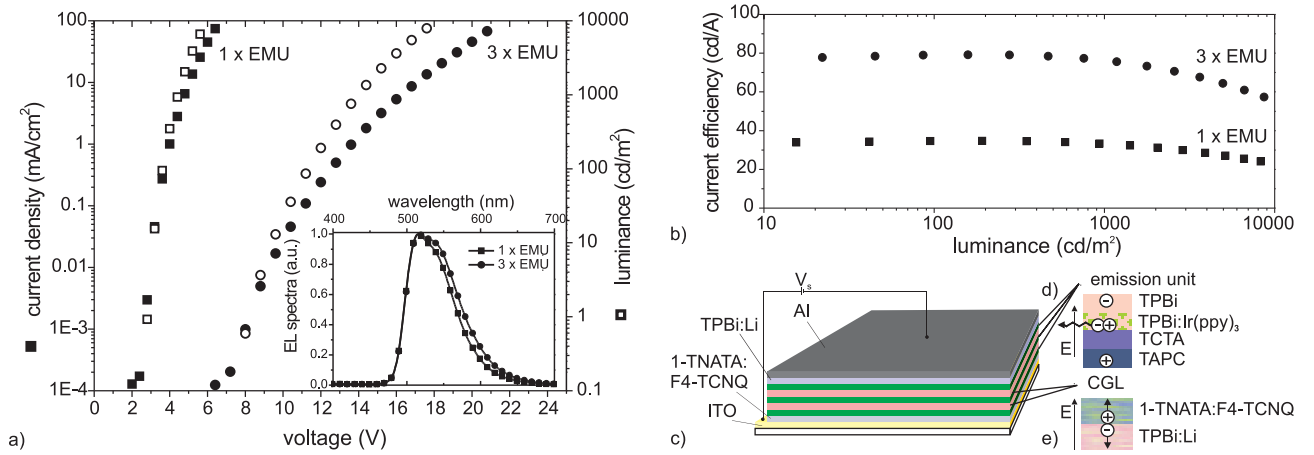 100
10
1
0.1
0.01
1E-3
1E-4
current density (mA/cm²)
0 2 4 6 8 10 12 14 16 18 20 22 24
voltage (V)
a)
10000
1000
100
10
1
0.1
luminance (cd/m²)
1 x EMU
3 x EMU
wavelength (nm)
400 500 600 700
1,0
0,8
0,6
0,4
0,2
0,0
EL spectra (a.u.)
1 x EMU
3 x EMU
100
80
60
40
20
0
current efficiency (cd/A)
3 x EMU
1 x EMU
10 100 1000 10000
luminance (cd/m²)
b)
Vs
Al
TPBi:Li
1-TNATA:
F4-TCNQ
ITO
c)
emission unit
d)
TPBi
TPBi:Ir(ppy)₃
TCTA
TAPC
E
CGL
E
1-TNATA:F4-TCNQ
TPBi:Li
e)